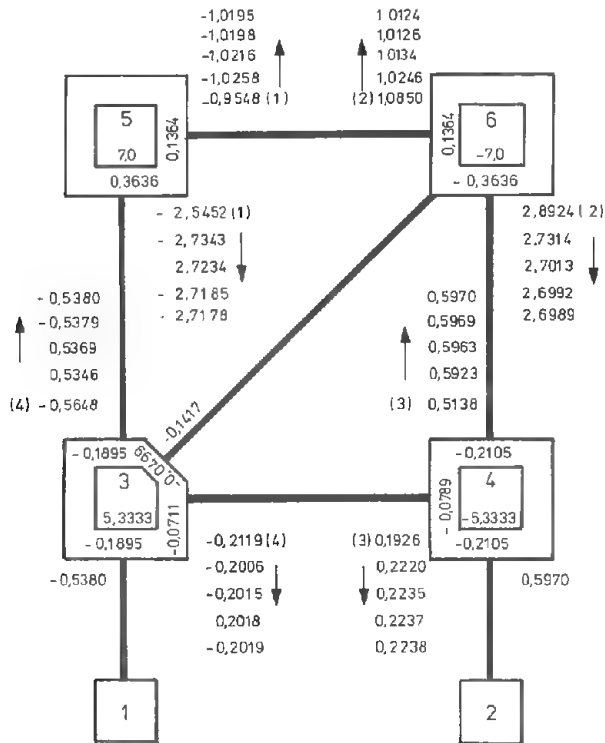 -1,0195 1,0124
-1,0198 1,0126
-1,0216 1,0134
-1,0258 1,0246
-0,9548 (1) (2) 1,0850
5 6
7,0 -7,0
0,1364 0,1364
0,3636 - 0,3636
- 2,5452 (1) 2,8924 ( 2)
- 2,7343 2,7314
2,7234 2,7013
- 2,7185 2,6992
- 2,7178 2,6989
- 0,5380 0,5970
-0,5379 0,5969
0,5369 0,5963
0,5346 0,5923
(4) - 0,5648 (3) 0,5138
-0,1417
- 0,1895 -0,0499 - 0,2105
3 4
5,3333 -5,3333
-0,0711 - 0,0789
- 0,1895 -0,2105
-0,5380 0,5970
-0,2119 (4) (3) 0,1926
-0,2006 0,2220
-0,2015 0,2235
0,2018 0,2237
-0,2019 0,2238
1 2